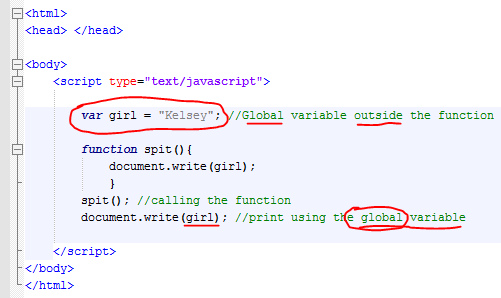 <html>
<head> </head>
<body>
<script type="text/javascript">
var girl = "Kelsey"; //Global variable outside the function
function spit(){
document.write(girl);
}
spit(); //calling the function
document.write(girl); //print using the global variable
</script>
</body>
</html>